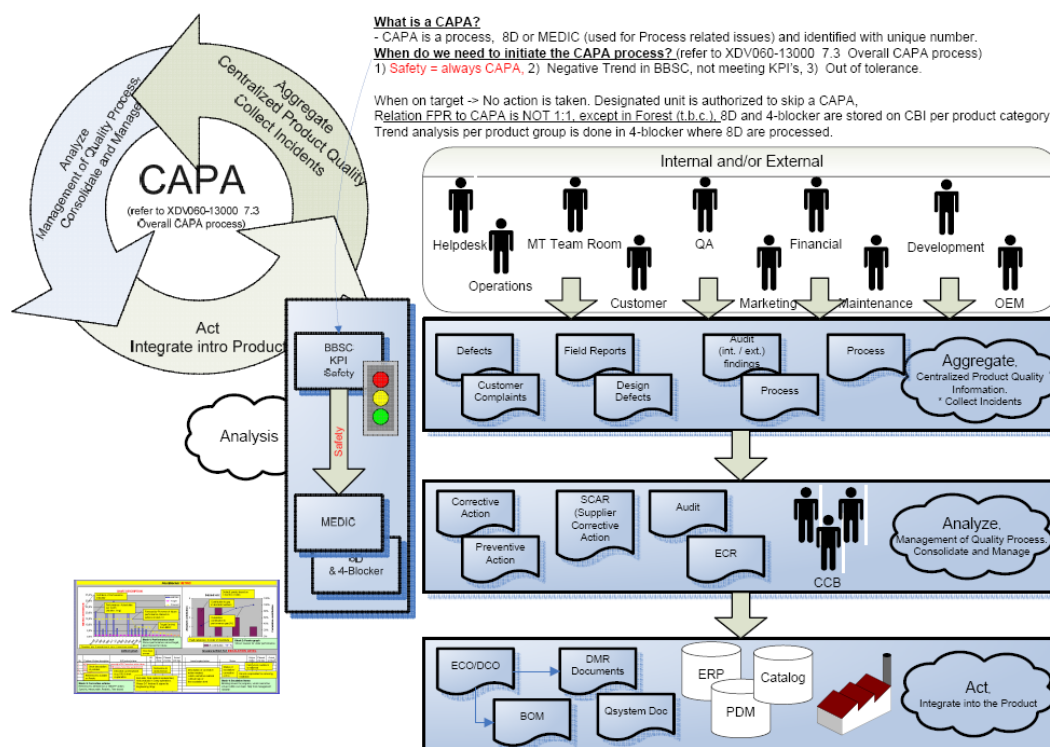 What is a CAPA?
- CAPA is a process, 8D or MEDIC (used for Process related issues) and identified with unique number.
When do we need to initiate the CAPA process? (refer to XDV060-13000 7.3 Overall CAPA process)
1) Safety = always CAPA, 2) Negative Trend in BBSC, not meeting KPI's, 3) Out of tolerance.
When on target -> No action is taken. Designated unit is authorized to skip a CAPA,
Relation FPR to CAPA is NOT 1:1, except in Forest (t.b.c.), 8D and 4-blocker are stored on CBI per product category
Trend analysis per product group is done in 4-blocker where 8D are processed.
Aggregate
Centralized Product Quality
Collect Incidents
Analyze
Management of Quality Process,
Consolidate and Manage
CAPA
(refer to XDV060-13000 7.3
Overall CAPA process)
Act
Integrate intro Product
Analysis
BBSC
KPI
Safety
Safety
MEDIC
8D
& 4-Blocker
Internal and/or External
Helpdesk
Operations
MT Team Room
Customer
QA
Marketing
Financial
Maintenance
Development
OEM
Defects
Customer
Complaints
Field Reports
Design
Defects
Audit
(int. / ext.)
findings
Process
Process
Aggregate,
Centralized Product Quality
Information.
* Collect Incidents
Corrective
Action
Preventive
Action
SCAR
(Supplier
Corrective
Action
Audit
ECR
CCB
Analyze,
Management of Quality Process.
Consolidate and Manage
ECO/DCO
BOM
DMR
Documents
Qsystem Doc
ERP
PDM
Catalog
Act,
Integrate into the Product